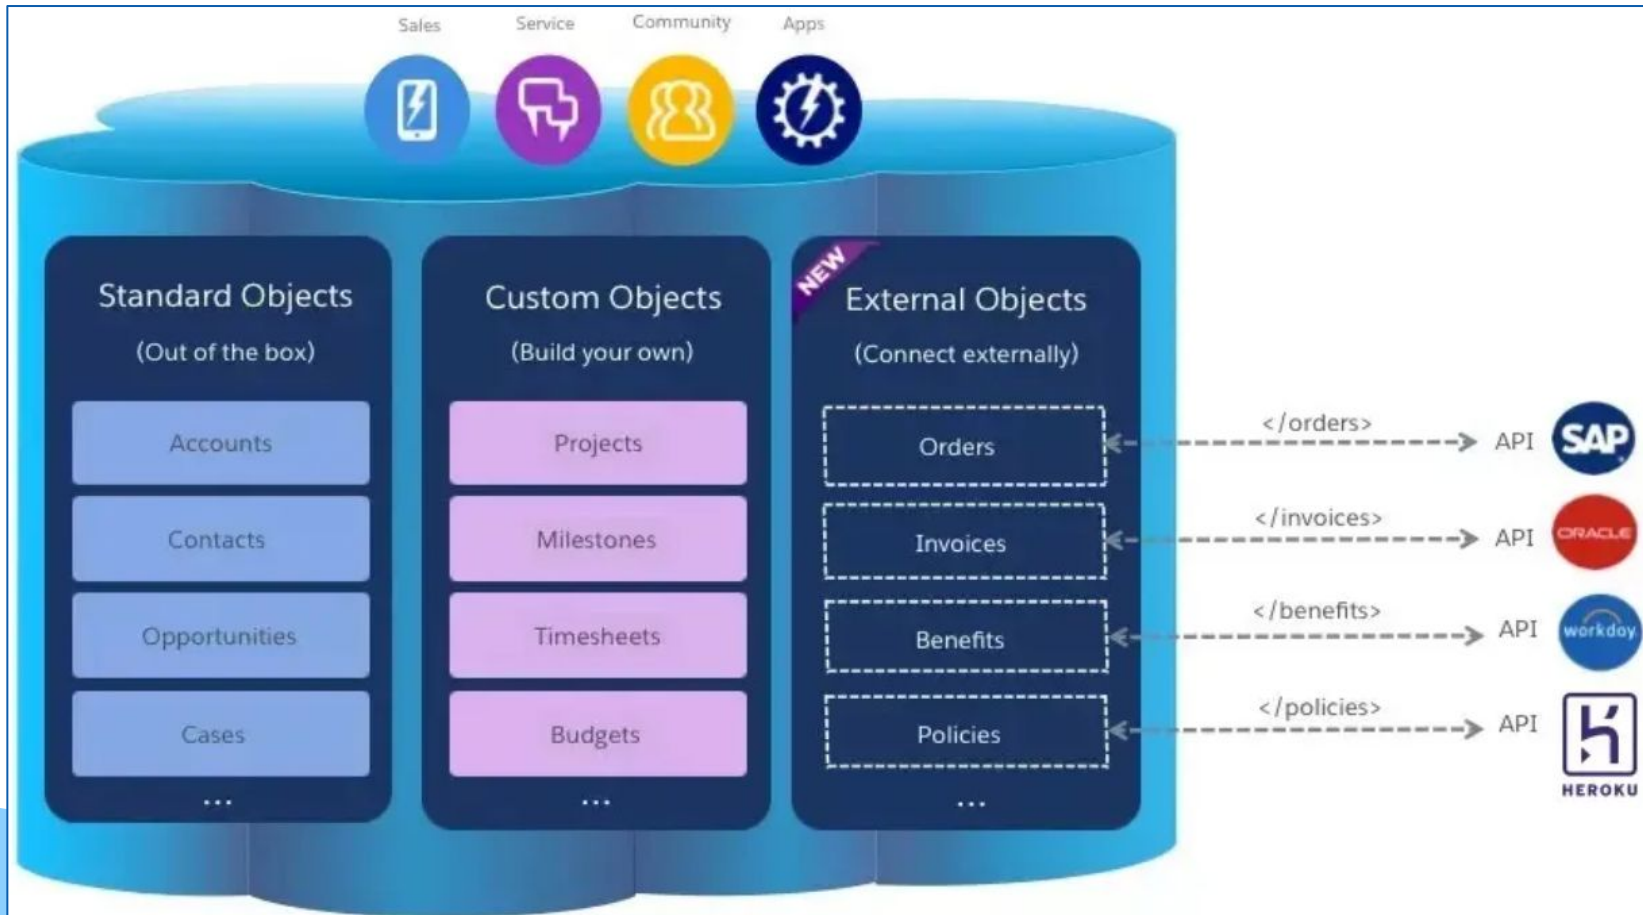 Sales
Service
Community
Apps
Standard Objects
(Out of the box)
Accounts
Contacts
Opportunities
Cases
...
Custom Objects
(Build your own)
Projects
Milestones
Timesheets
Budgets
...
NEW
External Objects
(Connect externally)
Orders
Invoices
Benefits
Policies
...
</orders>
API
SAP
</invoices>
API
ORACLE
</benefits>
API
workday
</policies>
API
HEROKU